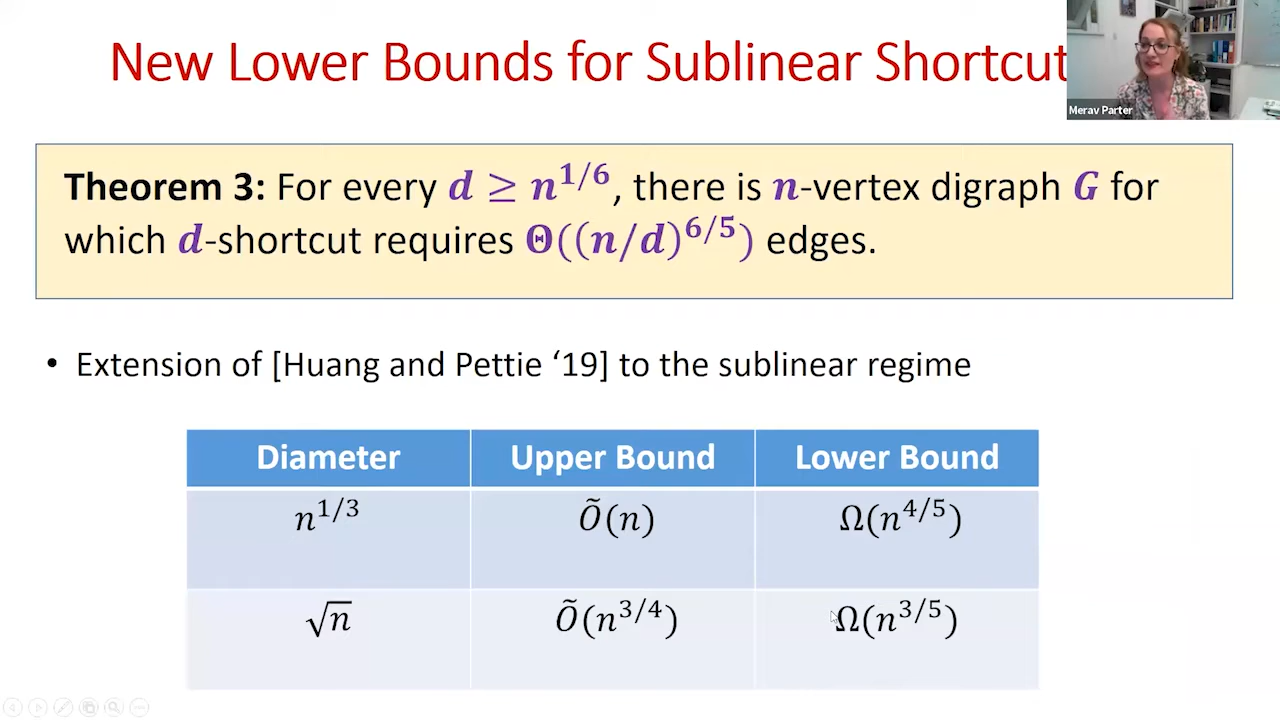 New Lower Bounds for Sublinear Shortcut
Merav Parter
Theorem 3: For every d ≥ n^{1/6}, there is n-vertex digraph G for
which d-shortcut requires Θ((n/d)^{6/5}) edges.
• Extension of [Huang and Pettie ‘19] to the sublinear regime
Diameter Upper Bound Lower Bound
n^{1/3} Õ(n) Ω(n^{4/5})
√n Õ(n^{3/4}) Ω(n^{3/5})